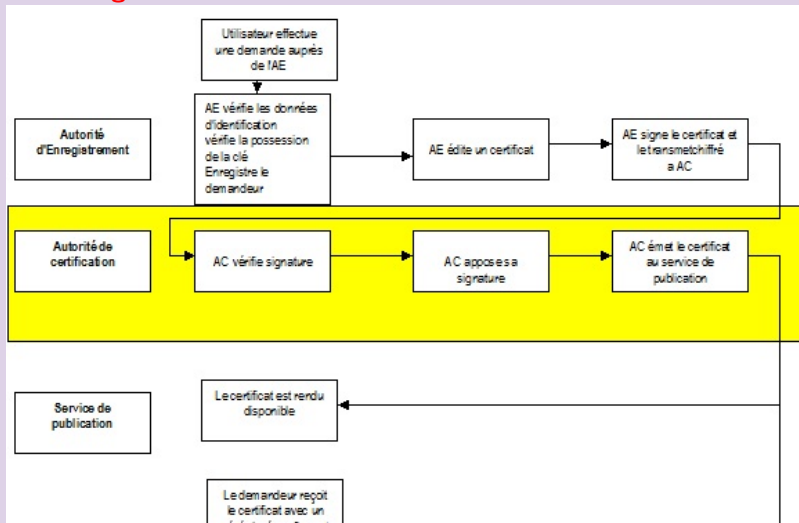 Utilisateur effectue
une demande auprès
de l'AE
Autorité
d'Enregistrement
AE vérifie les données
d'identification
vérifie la possession
de la clé
Enregistre le
demandeur
AE édite un certificat
AE signe le certificat et
le transmetchiffré
a AC
Autorité de
certification
AC vérifie signature
AC appose sa
signature
AC émet le certificat
au service de
publication
Service de
publication
Le certificat est rendu
disponible
Le demandeur reçoit
le certificat avec un